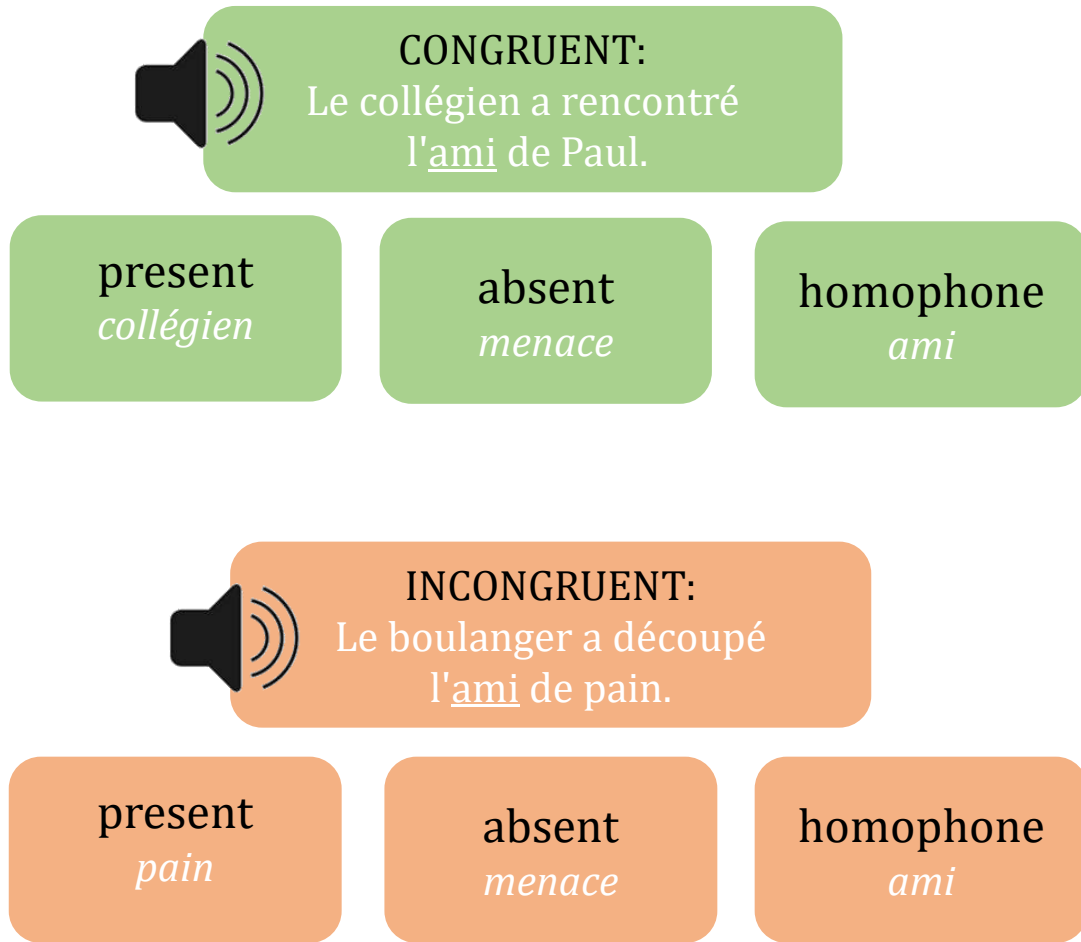 CONGRUENT:
Le collégien a rencontré
l'ami de Paul.
present
collégien
absent
menace
homophone
ami
INCONGRUENT:
Le boulanger a découpé
l'ami de pain.
present
pain
absent
menace
homophone
ami